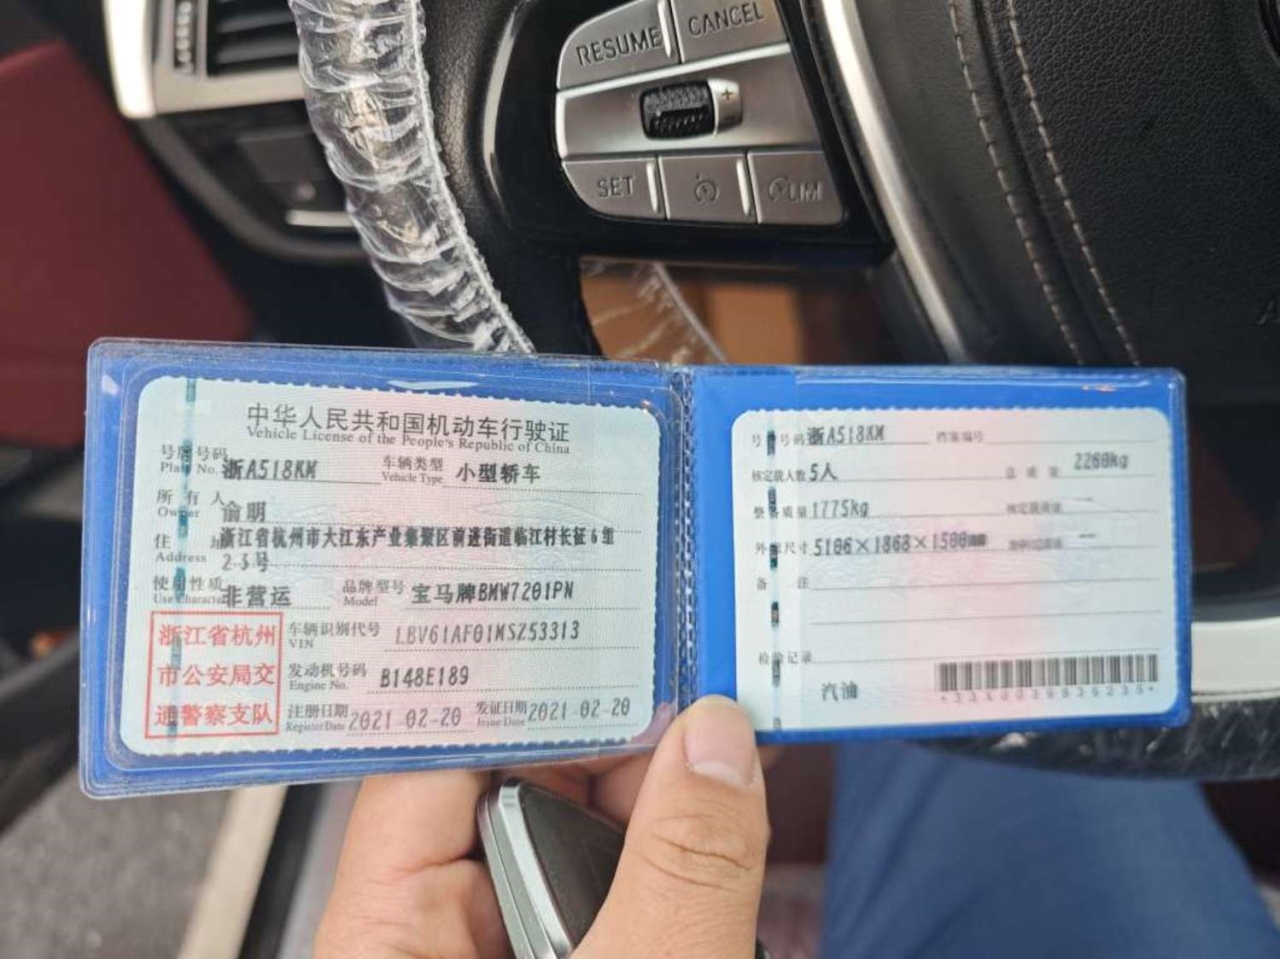 RESUME
CANCEL
+
SET
LIM
中华人民共和国机动车行驶证
Vehicle License of the People's Republic of China
号牌号码 浙A518KM 车辆类型 小型轿车
Plate No. Vehicle Type
所有人 俞明
Owner
住址 浙江省杭州市大江东产业集聚区前进街道临江村长征6组
Address 23号
使用性质 非营运 品牌型号 宝马牌BMW7201PN
Use Character Model
浙江省杭州
市公安局交
通警察支队
车辆识别代号 LBV61AF01MSZ53313
VIN
发动机号码 B148E189
Engine No.
注册日期 2021-02-20 发证日期 2021-02-20
Register Date Issue Date
号牌号码 浙A518KM 档案编号
核定载人数 5人 总质量 2260kg
整备质量 1775kg 核定载质量 --
外廓尺寸 5106×1868×1500mm 准牵引总质量 --
备注
检验记录
汽油